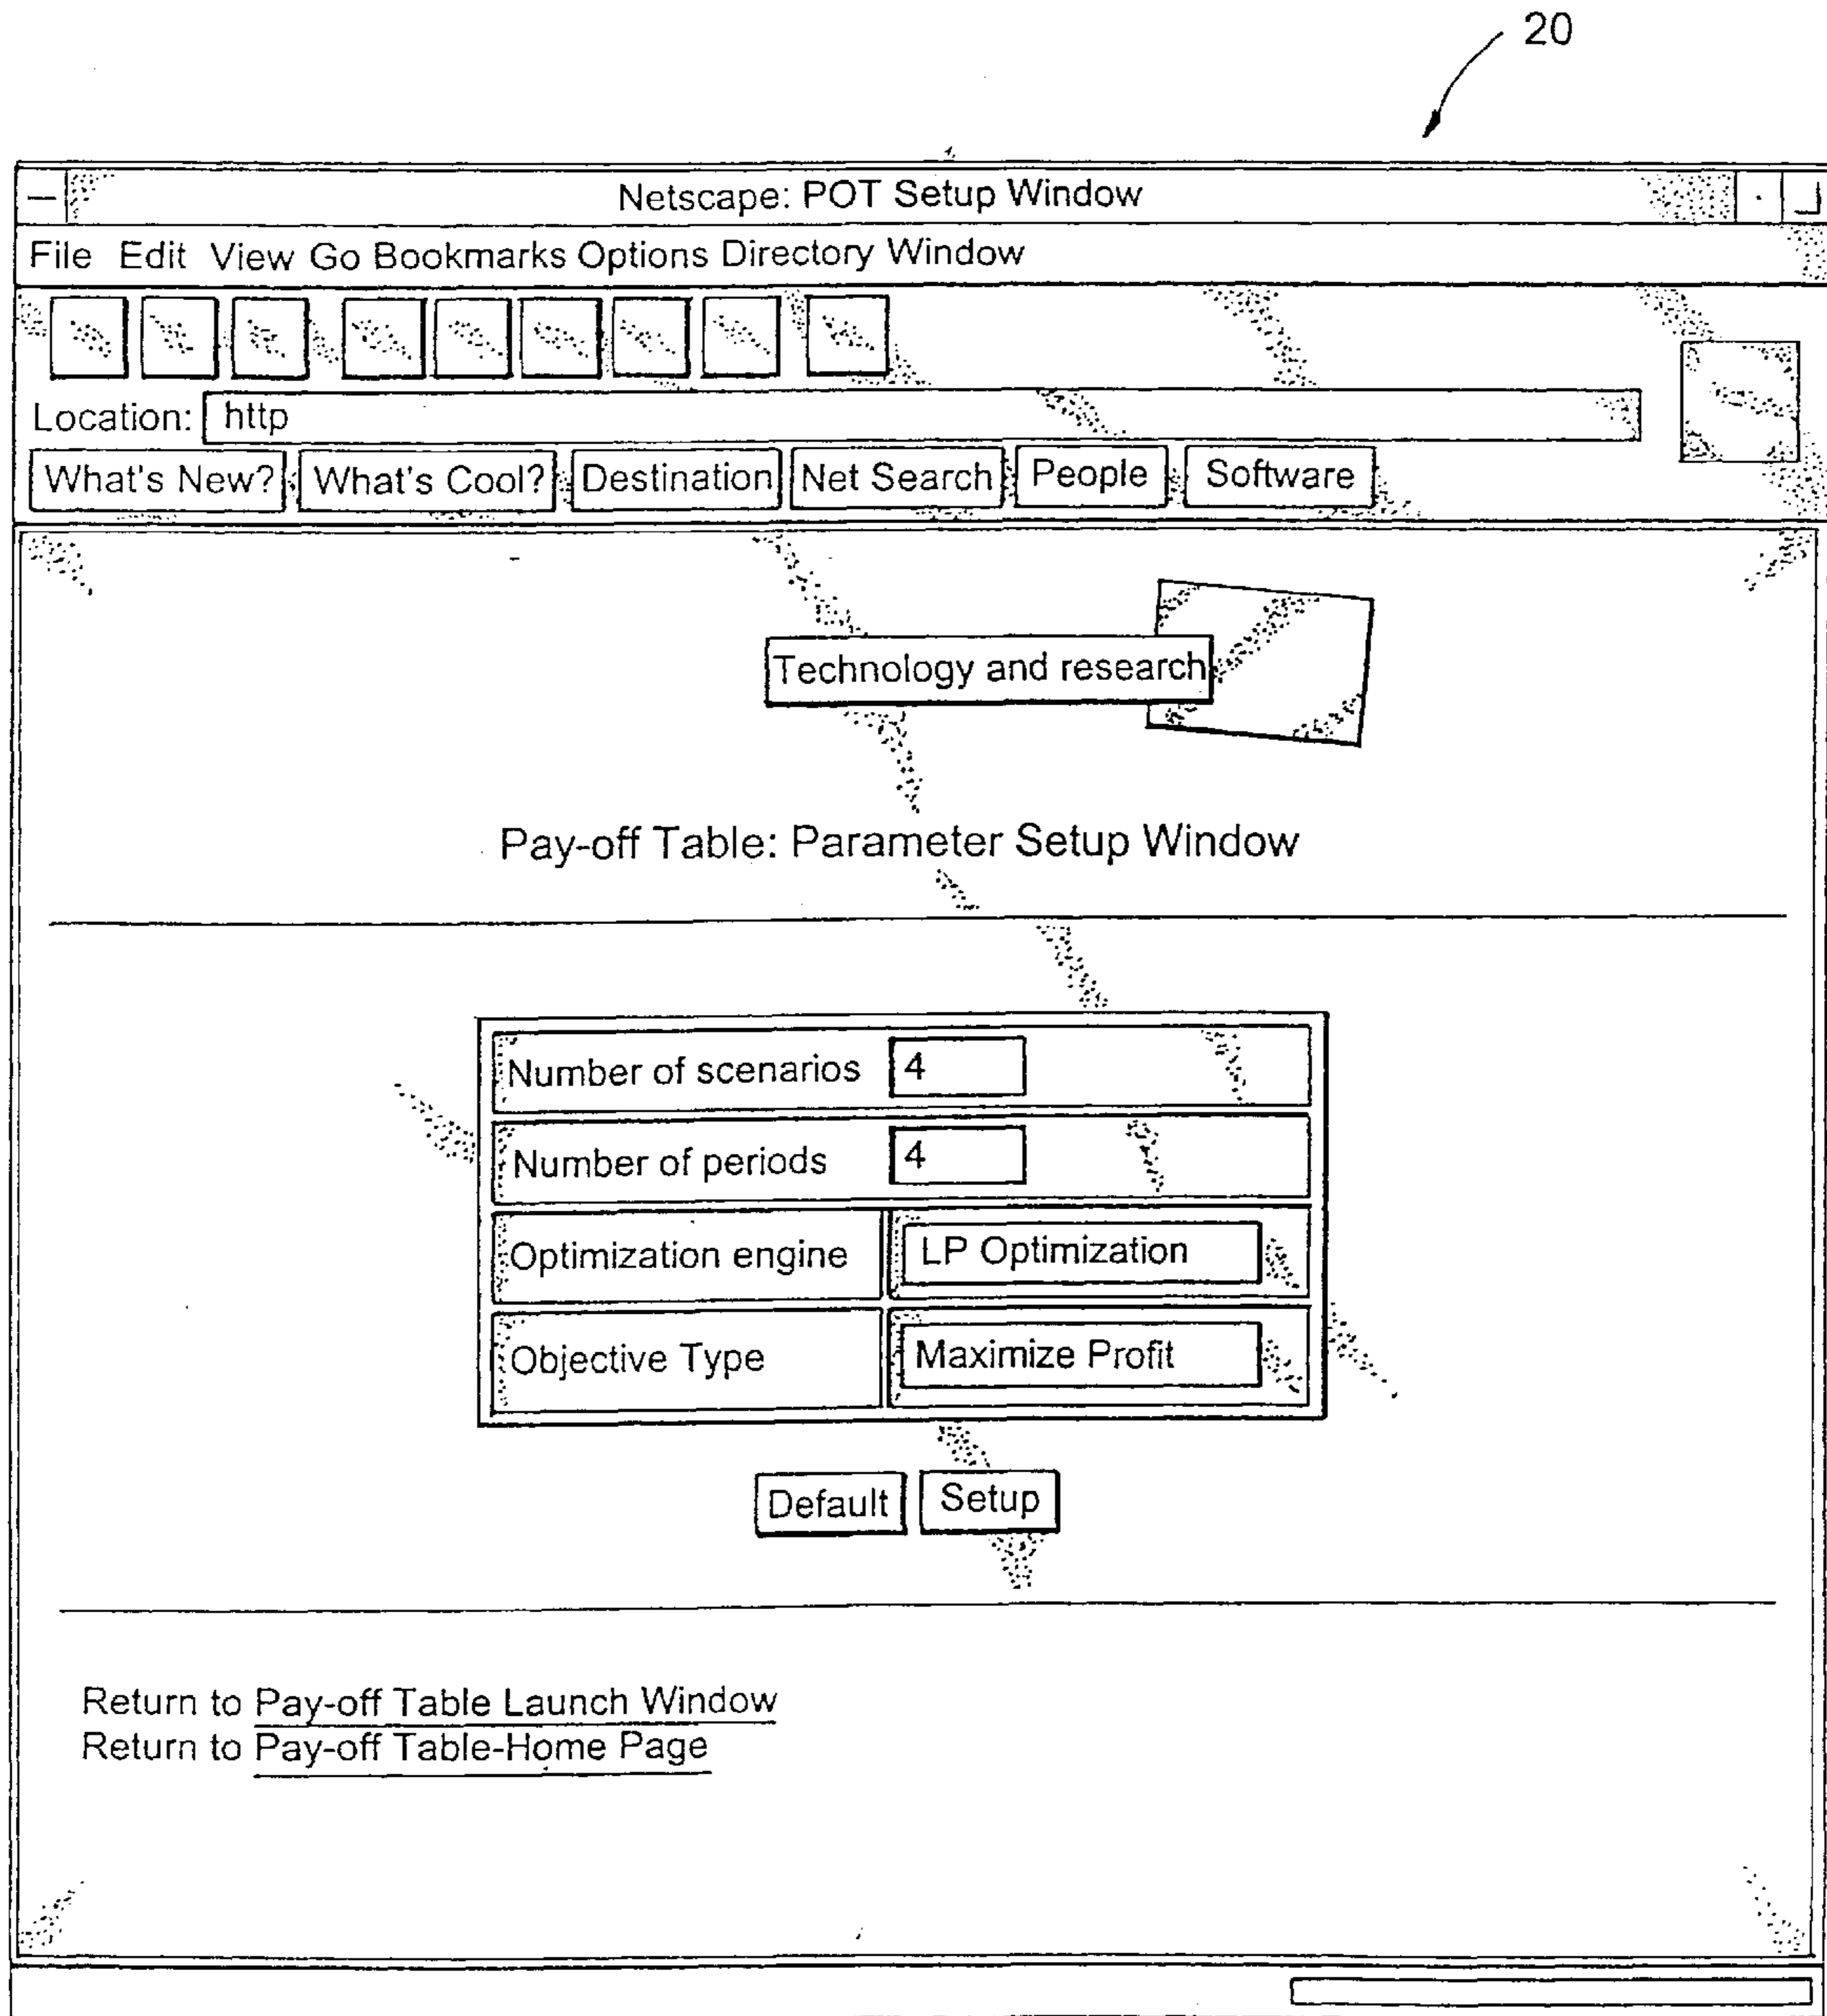 20
Netscape: POT Setup Window
File Edit View Go Bookmarks Options Directory Window
Location: http
What's New? What's Cool? Destination Net Search People Software
Technology and research
Pay-off Table: Parameter Setup Window
Number of scenarios 4
Number of periods 4
Optimization engine LP Optimization
Objective Type Maximize Profit
Default Setup
Return to Pay-off Table Launch Window
Return to Pay-off Table-Home Page